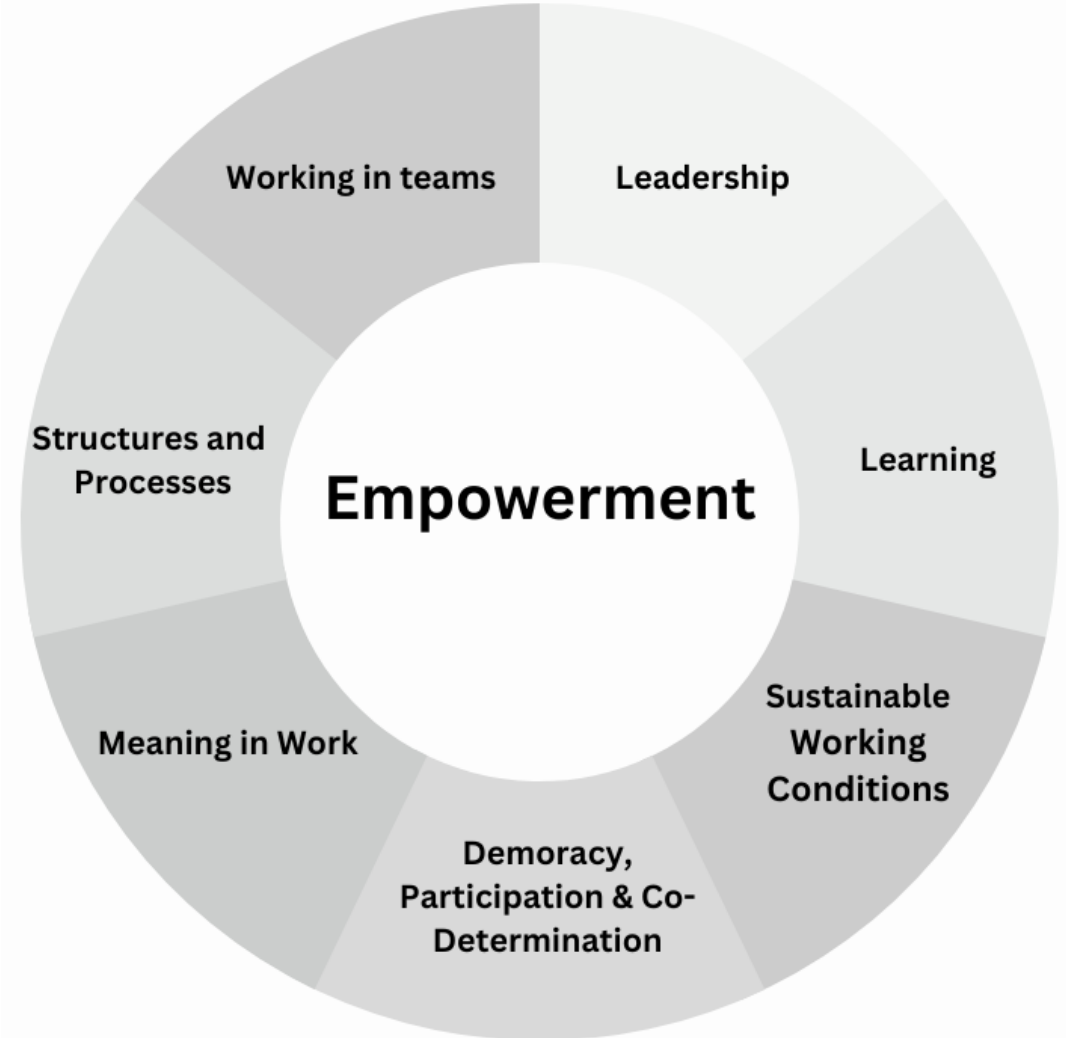 Working in teams
Leadership
Structures and
Processes
Empowerment
Learning
Meaning in Work
Sustainable
Working
Conditions
Demoracy,
Participation & Co-
Determination